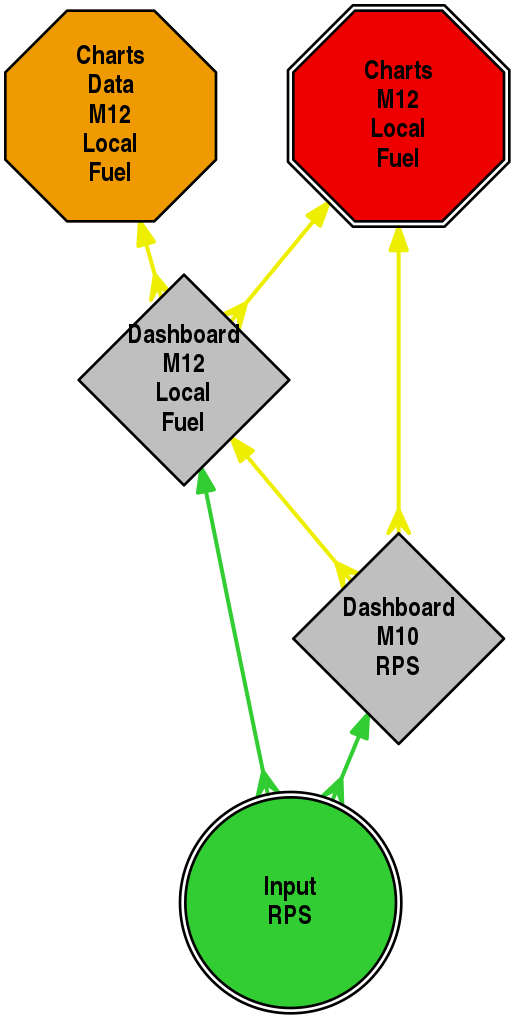 Charts
Data
M12
Local
Fuel
Charts
M12
Local
Fuel
Dashboard
M12
Local
Fuel
Dashboard
M10
RPS
Input
RPS